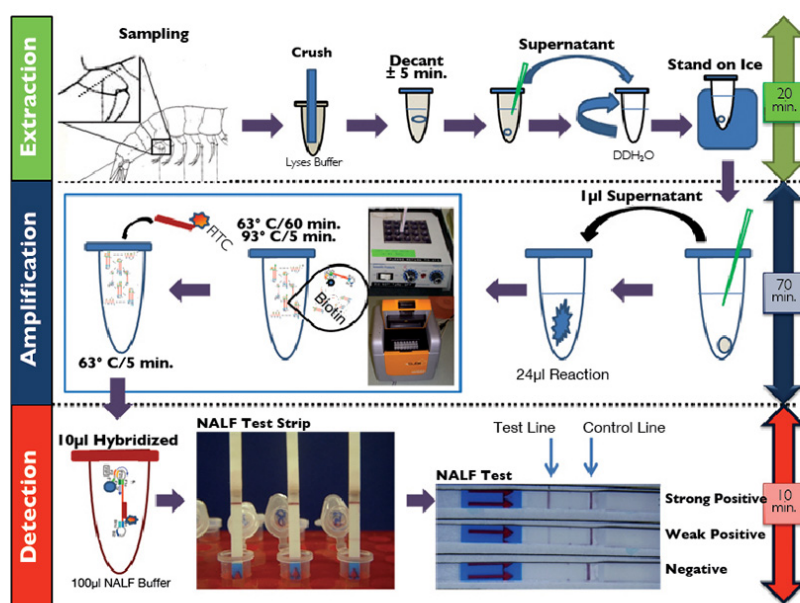 Extraction
Sampling
Crush
Lyses Buffer
Decant
± 5 min.
Supernatant
DDH₂O
Stand on Ice
20
min.
Amplification
1µl Supernatant
24µl Reaction
63° C/60 min.
93° C/5 min.
Biotin
FITC
63° C/5 min.
70
min.
Detection
10µl Hybridized
100µl NALF Buffer
NALF Test Strip
Test Line
Control Line
NALF Test
Strong Positive
Weak Positive
Negative
10
min.